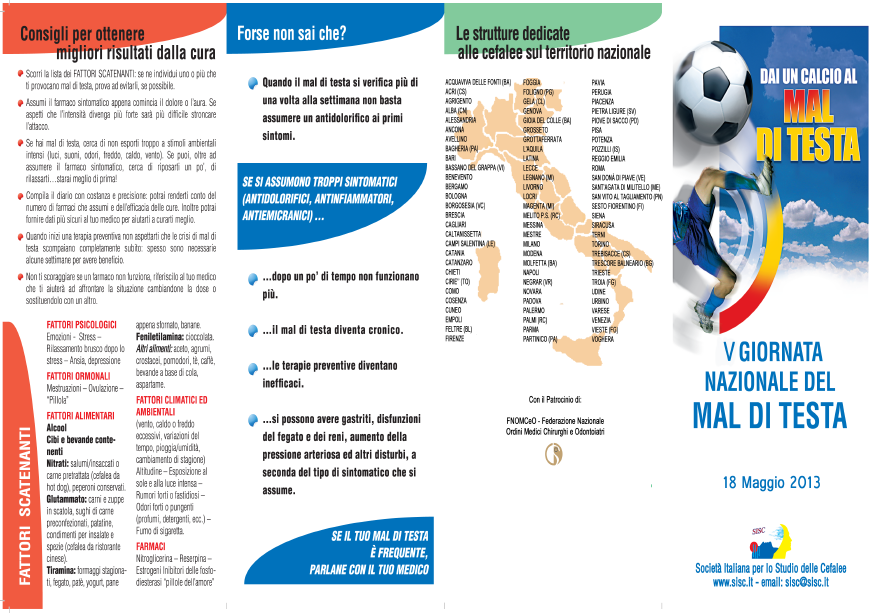 Consigli per ottenere
migliori risultati dalla cura
Scorri la lista dei FATTORI SCATENANTI: se ne individui uno o più che
ti provocano mal di testa, prova ad evitarli, se possibile.
Assumi il farmaco sintomatico appena comincia il dolore o l'aura. Se
aspetti che l'intensità divenga più forte sarà più difficile stroncare
l'attacco.
Se hai mal di testa, cerca di non esporti troppo a stimoli ambientali
intensi (luci, suoni, odori, freddo, caldo, vento). Se puoi, oltre ad
assumere il farmaco, cerca di riposarti un po', di
rilassarti…starai meglio di prima!
Compila il diario con costanza e precisione: potrai renderti conto del
numero di farmaci che assumi e dell'efficacia delle cure. Inoltre potrai
fornire dati più sicuri al tuo medico per aiutarti a curarti meglio.
Quando inizi una terapia preventiva non aspettarti che le crisi di mal di
testa scompaiano completamente subito: spesso sono necessarie
alcune settimane per avere beneficio.
Non ti scoraggiare se un farmaco non funziona, riferiscilo al tuo medico
che ti aiuterà ad affrontare la situazione cambiandone la dose o
sostituendolo con un altro.
FATTORI SCATENANTI
FATTORI PSICOLOGICI
Emozioni - Stress –
Rilassamento brusco dopo lo
stress – Ansia, depressione
FATTORI ORMONALI
Mestruazioni – Ovulazione –
"Pillola"
FATTORI ALIMENTARI
Alcool
Cibi e bevande conte-
nenti
Nitrati: salumi/insaccati o
carne pretrattata (cefalea da
hot dog), peperoni conservati.
Glutammato: carni e zuppe
in scatola, sughi di carne
preconfezionati, patatine,
condimenti per insalate e
spezie (cefalea da ristorante
cinese).
Tiramina: formaggi stagiona-
ti, fegato, paté, yogurt, pane
appena sfornato, banane.
Feniletilamina: cioccolata.
Altri alimenti: aceto, agrumi,
crostacei, pomodori, tè, caffè,
bevande a base di cola,
aspartame.
FATTORI CLIMATICI ED
AMBIENTALI
(vento, caldo o freddo
eccessivi, variazioni del
tempo, pioggia/umidità,
cambiamento di stagione)
Altitudine – Esposizione al
sole e alla luce intensa –
Rumori forti o fastidiosi –
Odori forti o pungenti
(profumi, detergenti, ecc.) –
Fumo di sigaretta.
FARMACI
Nitroglicerina – Reserpina –
Estrogeni Inibitori delle fosfo-
diesterasi "pillole dell'amore"
Forse non sai che?
Quando il mal di testa si verifica più di
una volta alla settimana non basta
assumere un antidolorifico ai primi
sintomi.
SE SI ASSUMONO TROPPI SINTOMATICI
(ANTIDOLORIFICI, ANTINFIAMMATORI,
ANTIEMICRANICI) …
…dopo un po' di tempo non funzionano
più.
…il mal di testa diventa cronico.
…le terapie preventive diventano
inefficaci.
…si possono avere gastriti, disfunzioni
del fegato e dei reni, aumento della
pressione arteriosa ed altri disturbi, a
seconda del tipo di sintomatico che si
assume.
SE IL TUO MAL DI TESTA
È FREQUENTE,
PARLANE CON IL TUO MEDICO
Le strutture dedicate
alle cefalee sul territorio nazionale
ACQUAVIVA DELLE FONTI (BA)
ACRI (CS)
AGRIGENTO
ALBA (CN)
ALESSANDRIA
ANCONA
AVELLINO
BAGHERIA (PA)
BARI
BASSANO DEL GRAPPA (VI)
BENEVENTO
BERGAMO
BOLOGNA
BORGOSESIA (VC)
BRESCIA
CAGLIARI
CALTANISSETTA
CAMPI SALENTINA (LE)
CATANIA
CATANZARO
CHIETI
CIRIE' (TO)
COMO
COSENZA
CUNEO
EMPOLI
FELTRE (BL)
FIRENZE
FOGGIA
FOLIGNO (PG)
GELA (CL)
GENOVA
GIOIA DEL COLLE (BA)
GROSSETO
GROTTAFERRATA
L'AQUILA
LATINA
LECCE
LEGNANO (MI)
LIVORNO
LOCRI
MAGENTA (MI)
MELITO P.S. (RC)
MESSINA
MESTRE
MILANO
MODENA
MOLFETTA (BA)
NAPOLI
NEGRAR (VR)
NOVARA
PADOVA
PALERMO
PALMI (RC)
PARMA
PARTINICO (PA)
PAVIA
PERUGIA
PIACENZA
PIETRA LIGURE (SV)
PIOVE DI SACCO (PD)
PISA
POTENZA
POZZILLI (IS)
REGGIO EMILIA
ROMA
SAN DONÀ DI PIAVE (VE)
SANT'AGATA DI MILITELLO (ME)
SAN VITO AL TAGLIAMENTO (PN)
SESTO FIORENTINO (FI)
SIENA
SIRACUSA
TERNI
TORINO
TREBISACCE (CS)
TRESCORE BALNEARIO (BG)
TRIESTE
TROIA (FG)
UDINE
URBINO
VARESE
VENEZIA
VIESTE (FG)
VOGHERA
Con il Patrocinio di:
FNOMCeO - Federazione Nazionale
Ordini Medici Chirurghi e Odontoiatri
DAI UN CALCIO AL
MAL
DI TESTA
V GIORNATA
NAZIONALE DEL
MAL DI TESTA
18 Maggio 2013
SISC
Società Italiana per lo Studio delle Cefalee
www.sisc.it - email: sisc@sisc.it